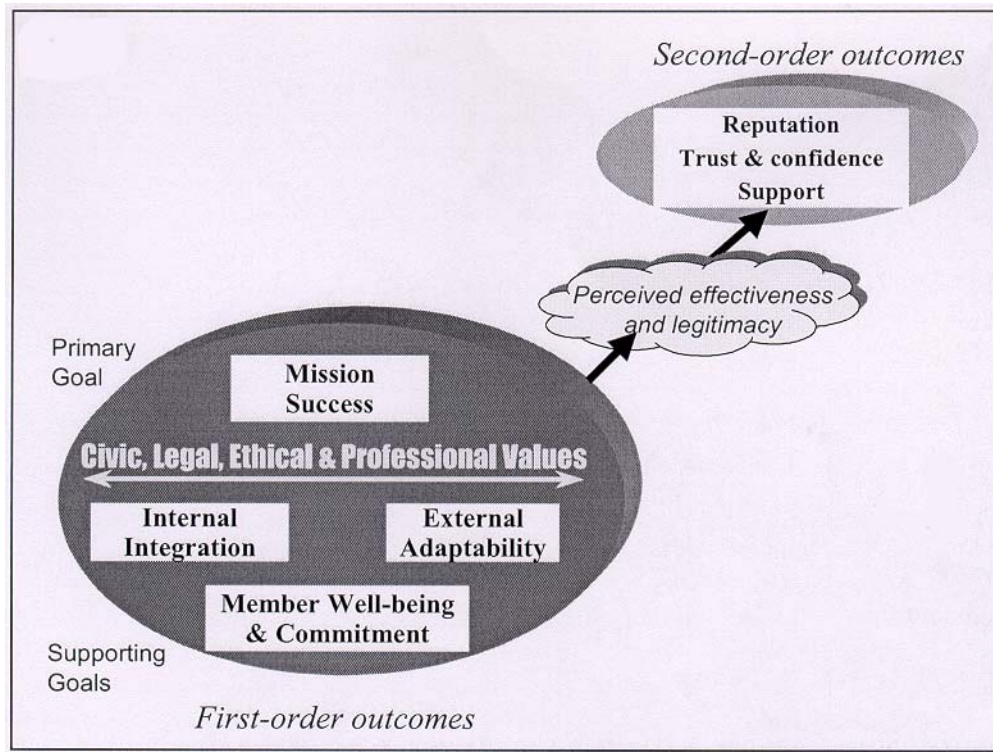 Second-order outcomes
Reputation
Trust & confidence
Support
Perceived effectiveness
and legitimacy
Primary
Goal
Mission
Success
Civic, Legal, Ethical & Professional Values
Internal
Integration
External
Adaptability
Member Well-being
& Commitment
Supporting
Goals
First-order outcomes